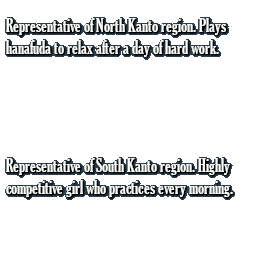 Representative of North Kanto region. Plays
hanafuda to relax after a day of hard work.
Representative of South Kanto region. Highly
competitive girl who practices every morning.